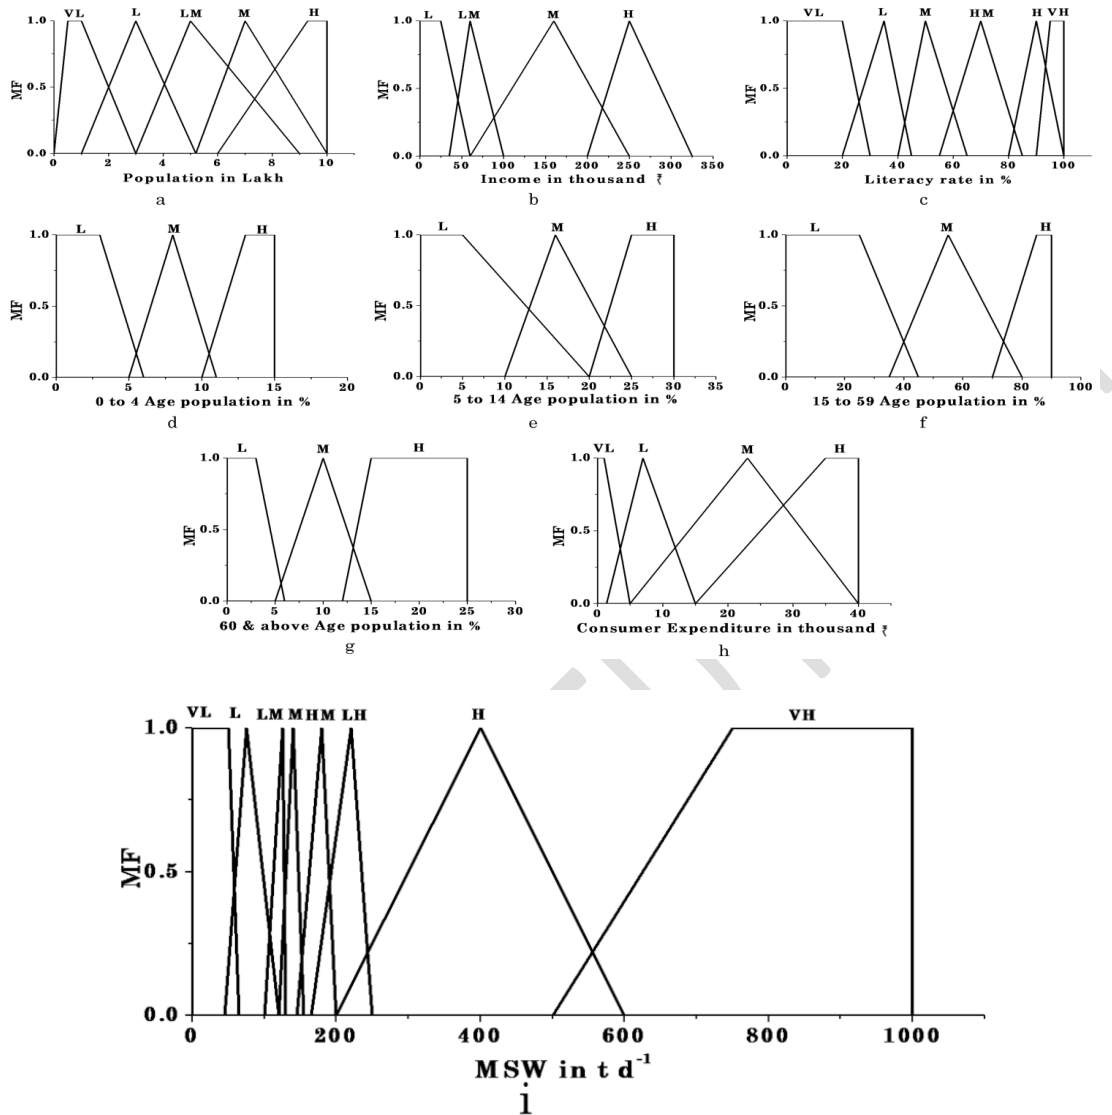 VL L LM M H
MF
1.0
0.5
0.0
0 2 4 6 8 10
Population in Lakh
a
L LM M H
MF
1.0
0.5
0.0
0 50 100 150 200 250 300 350
Income in thousand ₹
b
VL L M HM H VH
MF
1.0
0.5
0.0
0 20 40 60 80 100
Literacy rate in %
c
L M H
MF
1.0
0.5
0.0
0 5 10 15 20
0 to 4 Age population in %
d
L M H
MF
1.0
0.5
0.0
0 5 10 15 20 25 30 35
5 to 14 Age population in %
e
L M H
MF
1.0
0.5
0.0
0 20 40 60 80 100
15 to 59 Age population in %
f
L M H
MF
1.0
0.5
0.0
0 5 10 15 20 25 30
60 & above Age population in %
g
VL L M H
MF
1.0
0.5
0.0
0 10 20 30 40
Consumer Expenditure in thousand ₹
h
VL L LM M HM LH H VH
MF
1.0
0.5
0.0
0 200 400 600 800 1000
MSW in t d⁻¹
i